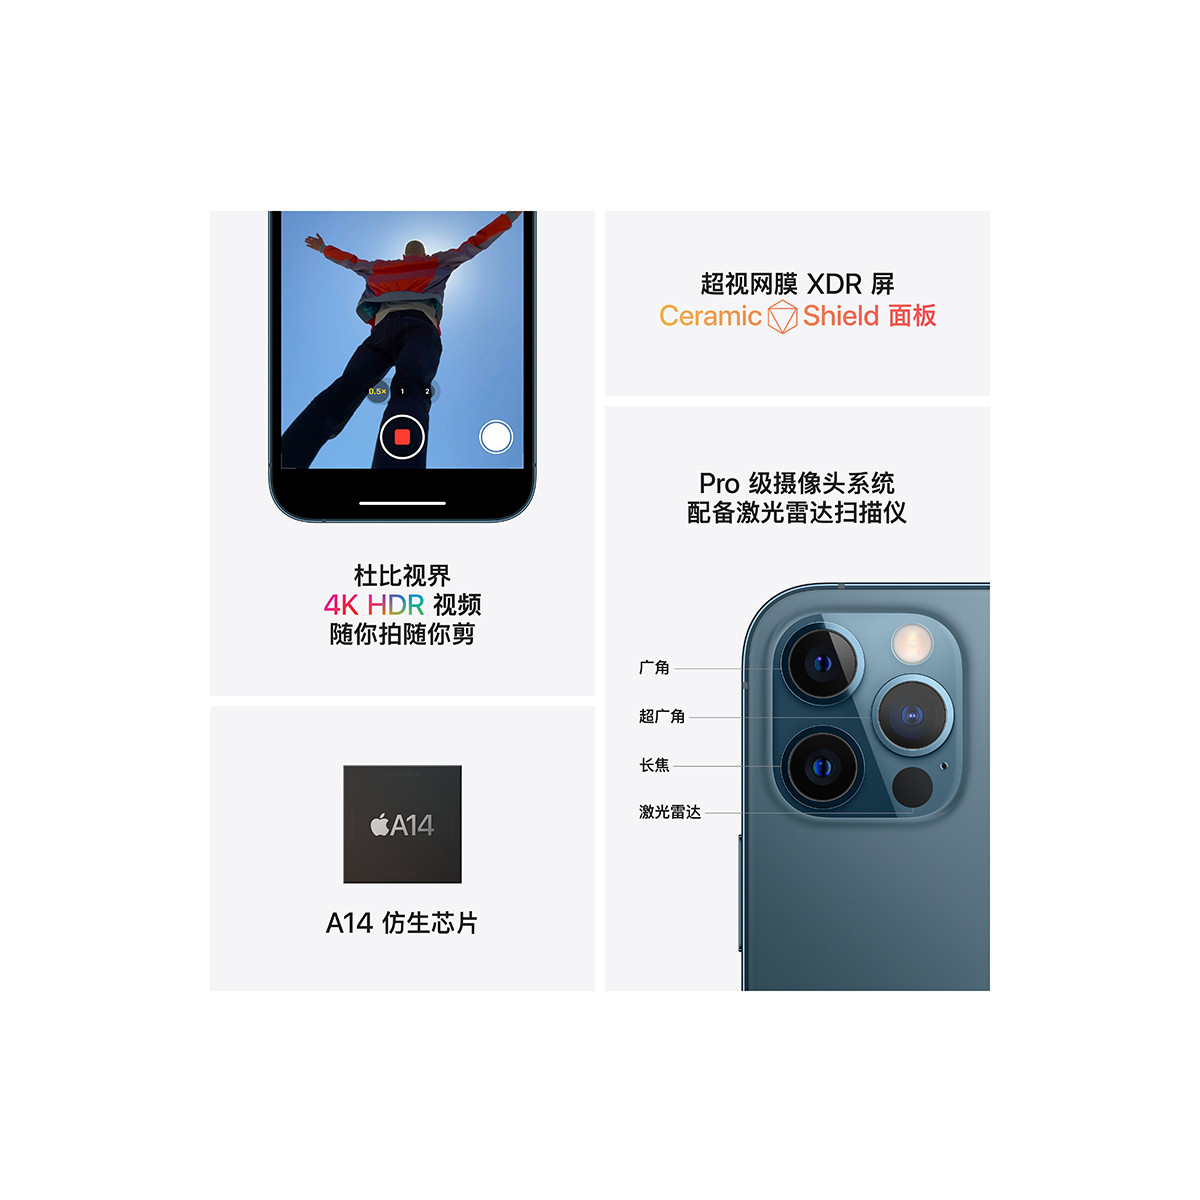 0.5× 1 2
杜比视界
4K HDR 视频
随你拍随你剪
A14
A14 仿生芯片
超视网膜 XDR 屏
Ceramic Shield 面板
Pro 级摄像头系统
配备激光雷达扫描仪
广角
超广角
长焦
激光雷达